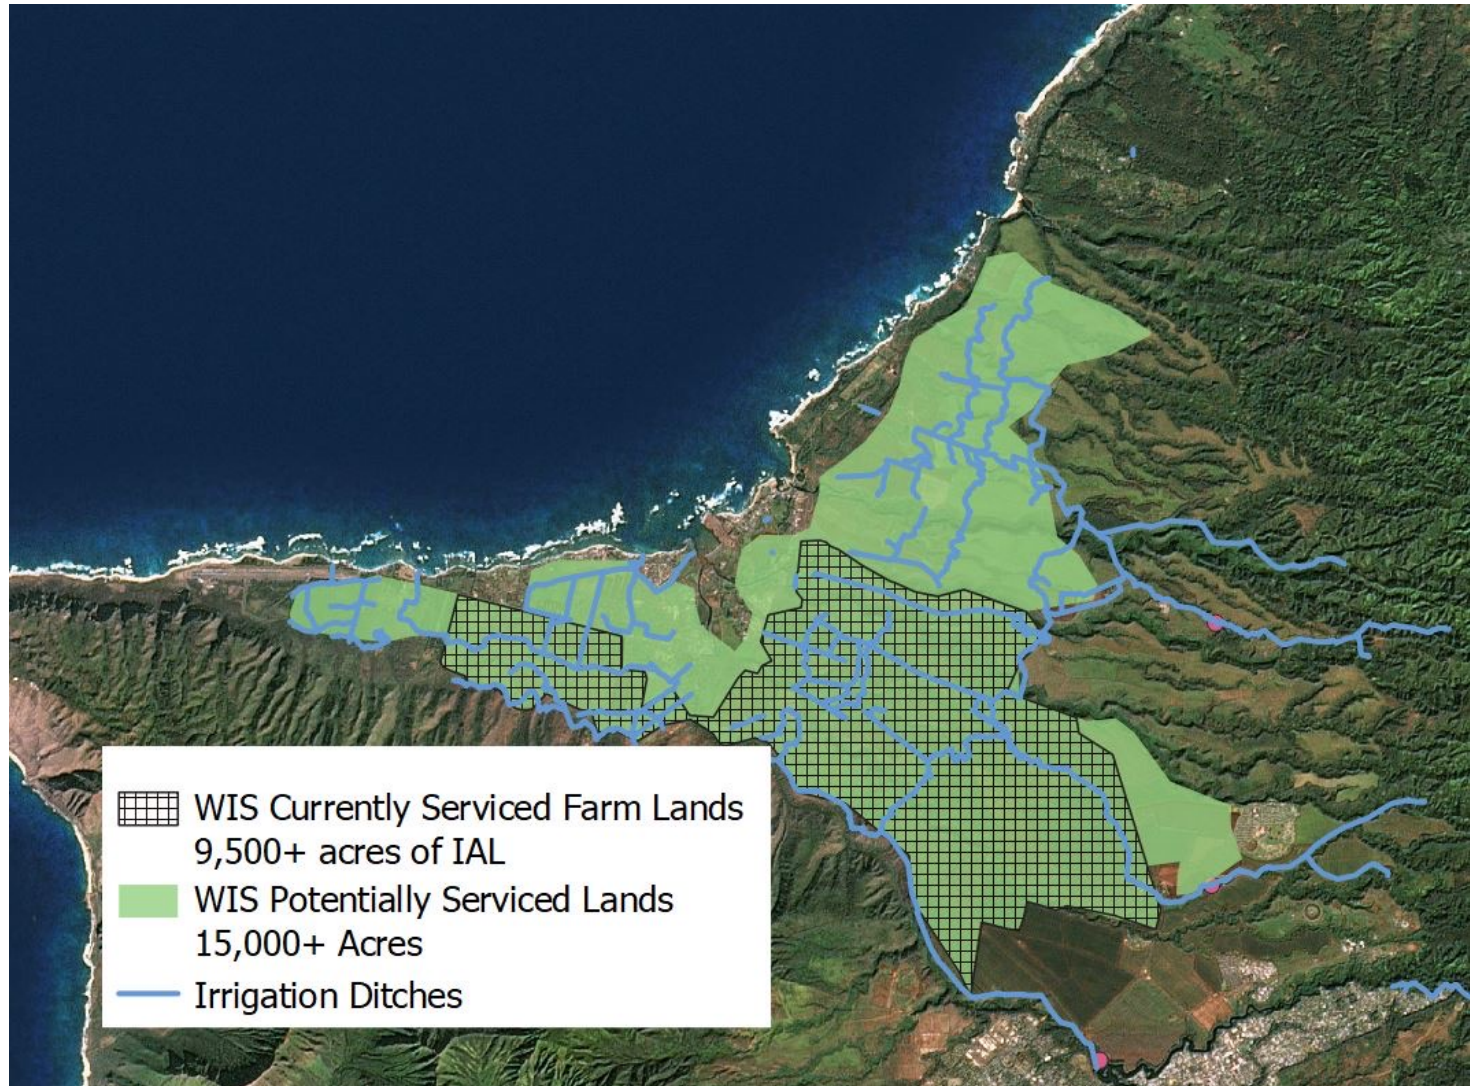 WIS Currently Serviced Farm Lands
9,500+ acres of IAL
WIS Potentially Serviced Lands
15,000+ Acres
Irrigation Ditches